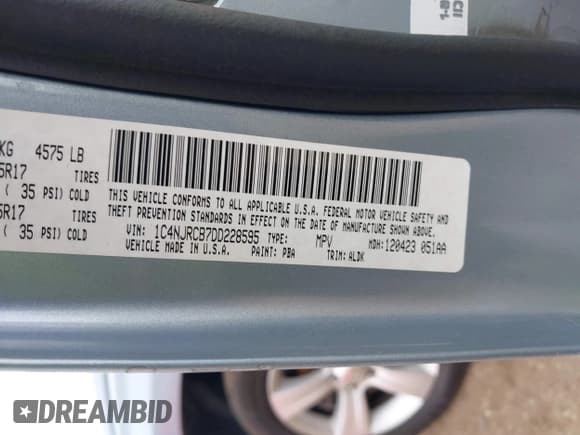 KG 4575 LB
5R17 TIRES
( 35 PSI) COLD
5R17 TIRES
( 35 PSI) COLD
THIS VEHICLE CONFORMS TO ALL APPLICABLE U.S.A. FEDERAL MOTOR VEHICLE SAFETY AND
THEFT PREVENTION STANDARDS IN EFFECT ON THE DATE OF MANUFACTURE SHOWN ABOVE.
VIN: 1C4NJRCB7DD228595 TYPE: MPV MDH: 120423 051AA
VEHICLE MADE IN U.S.A. PAINT: PBA TRIM: ALDK
DREAMBID